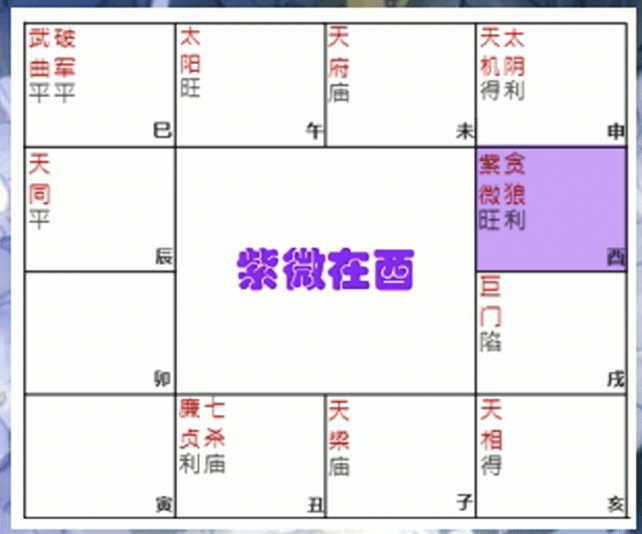 武破
曲军
平平
巳
太
阳
旺
午
天
府
庙
未
天太
机阴
得利
申
天
同
平
辰
紫微在酉
紫贪
微狼
旺利
酉
卯
巨
门
陷
戌
寅
廉七
贞杀
利庙
丑
天
梁
庙
子
天
相
得
亥